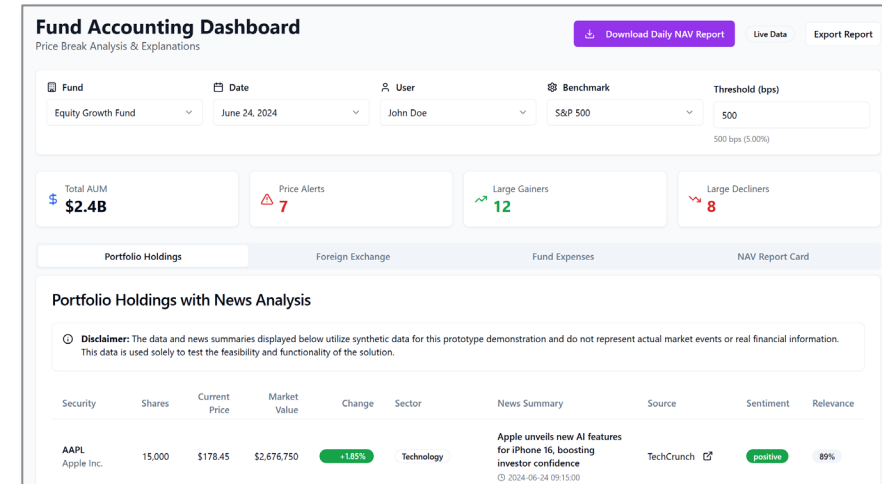 Fund Accounting Dashboard
Price Break Analysis & Explanations
Download Daily NAV Report
Live Data
Export Report
Fund
Date
User
Benchmark
Threshold (bps)
Equity Growth Fund
June 24, 2024
John Doe
S&P 500
500
500 bps (5.00%)
Total AUM
$2.4B
Price Alerts
7
Large Gainers
12
Large Decliners
8
Portfolio Holdings
Foreign Exchange
Fund Expenses
NAV Report Card
Portfolio Holdings with News Analysis
Disclaimer: The data and news summaries displayed below utilize synthetic data for this prototype demonstration and do not represent actual market events or real financial information.
This data is used solely to test the feasibility and functionality of the solution.
Security
Shares
Current
Price
Market
Value
Change
Sector
News Summary
Source
Sentiment
Relevance
AAPL
Apple Inc.
15,000
$178.45
$2,676,750
+1.85%
Technology
Apple unveils new AI features
for iPhone 16, boosting
investor confidence
2024-06-24 09:15:00
TechCrunch
positive
89%